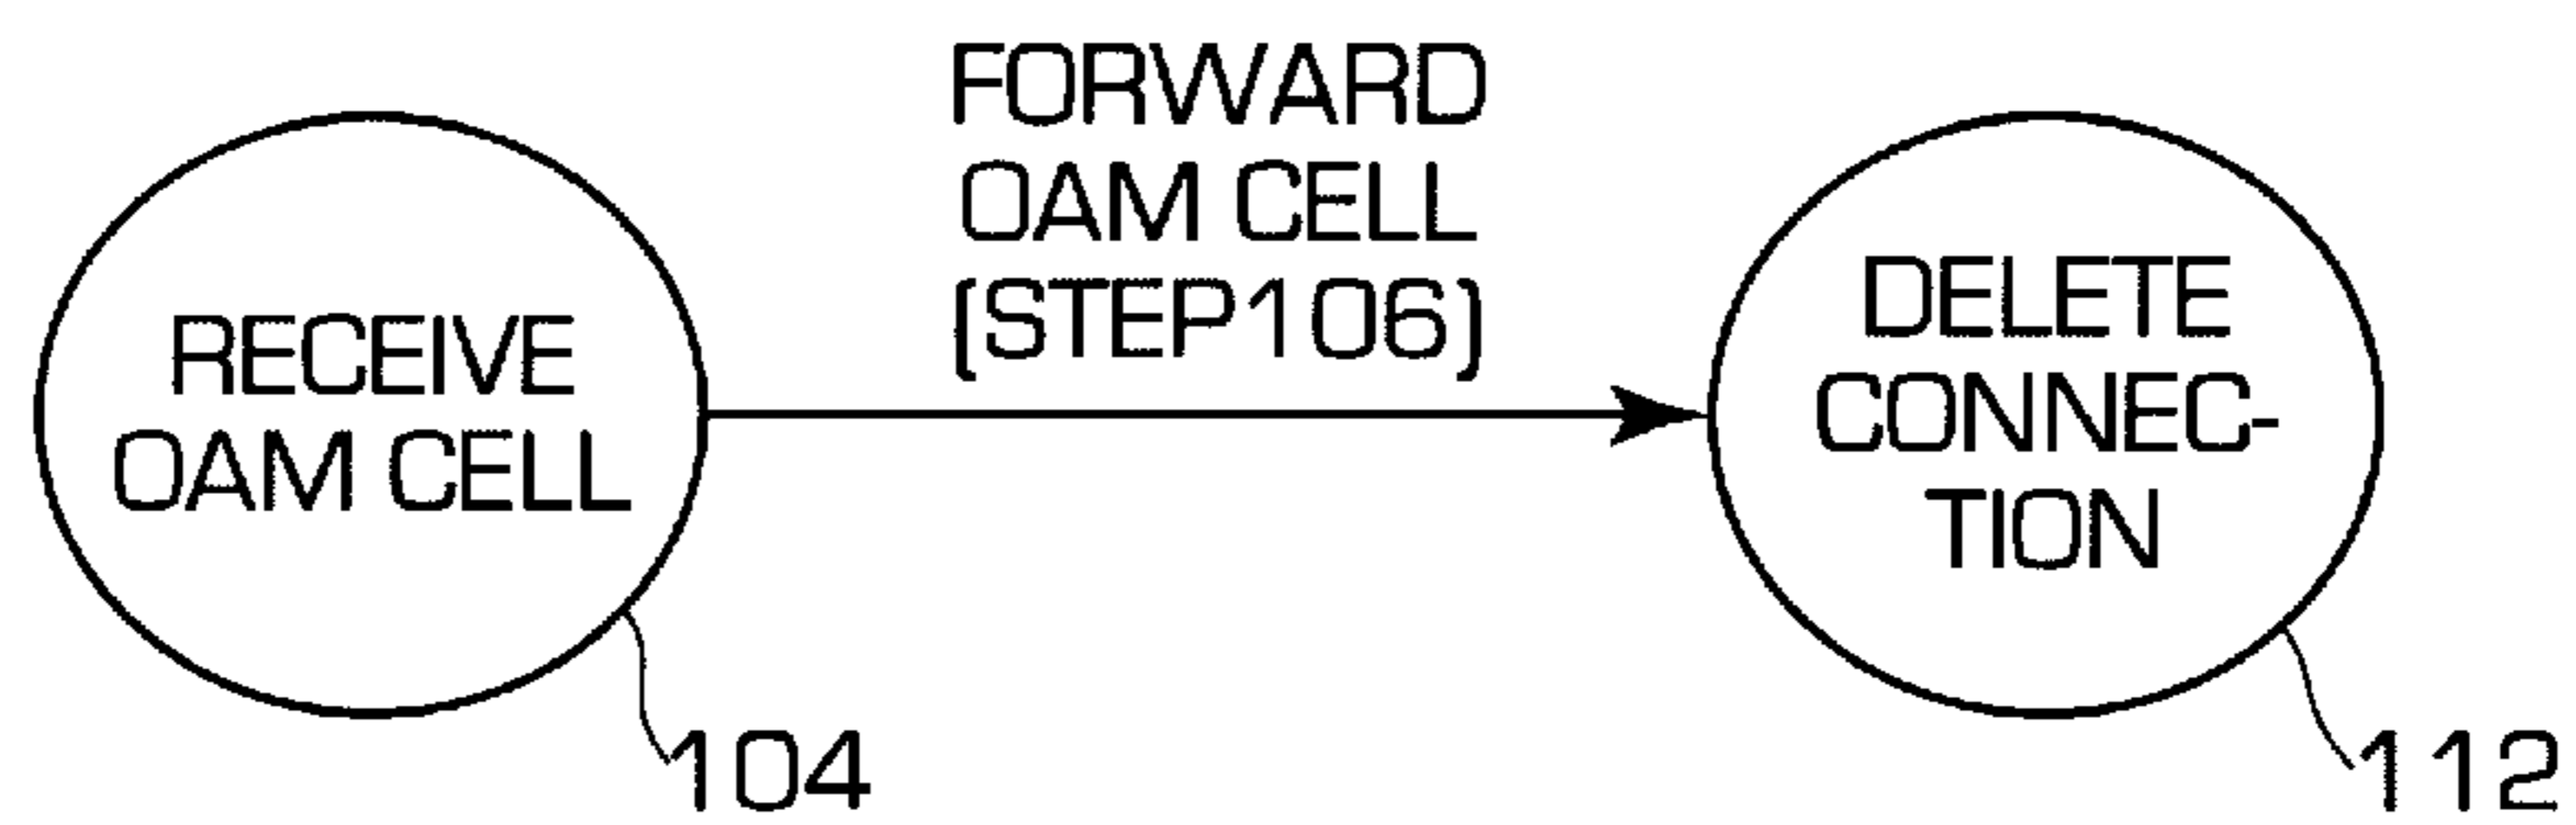 RECEIVE
OAM CELL
104
FORWARD
OAM CELL
(STEP106)
DELETE
CONNEC-
TION
112